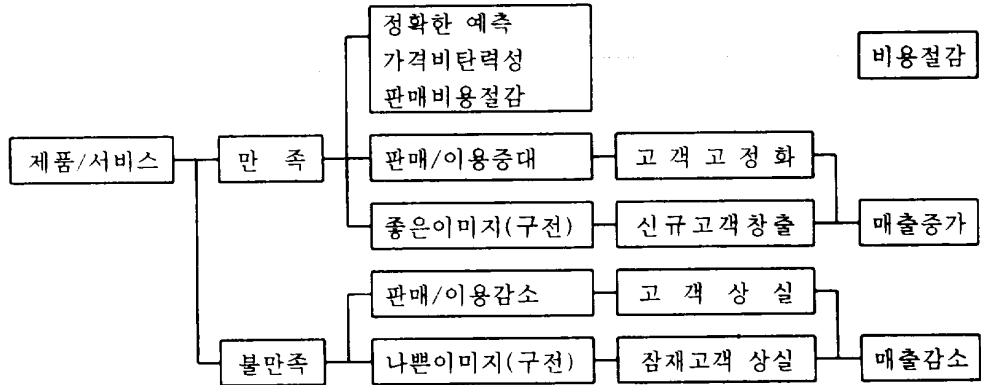 정확한 예측
가격비탄력성
판매비용절감
비용절감
제품/서비스
만 족
판매/이용증대
고 객 고 정 화
좋은이미지(구전)
신규고객창출
매출증가
판매/이용감소
고 객 상 실
불만족
나쁜이미지(구전)
잠재고객 상실
매출감소